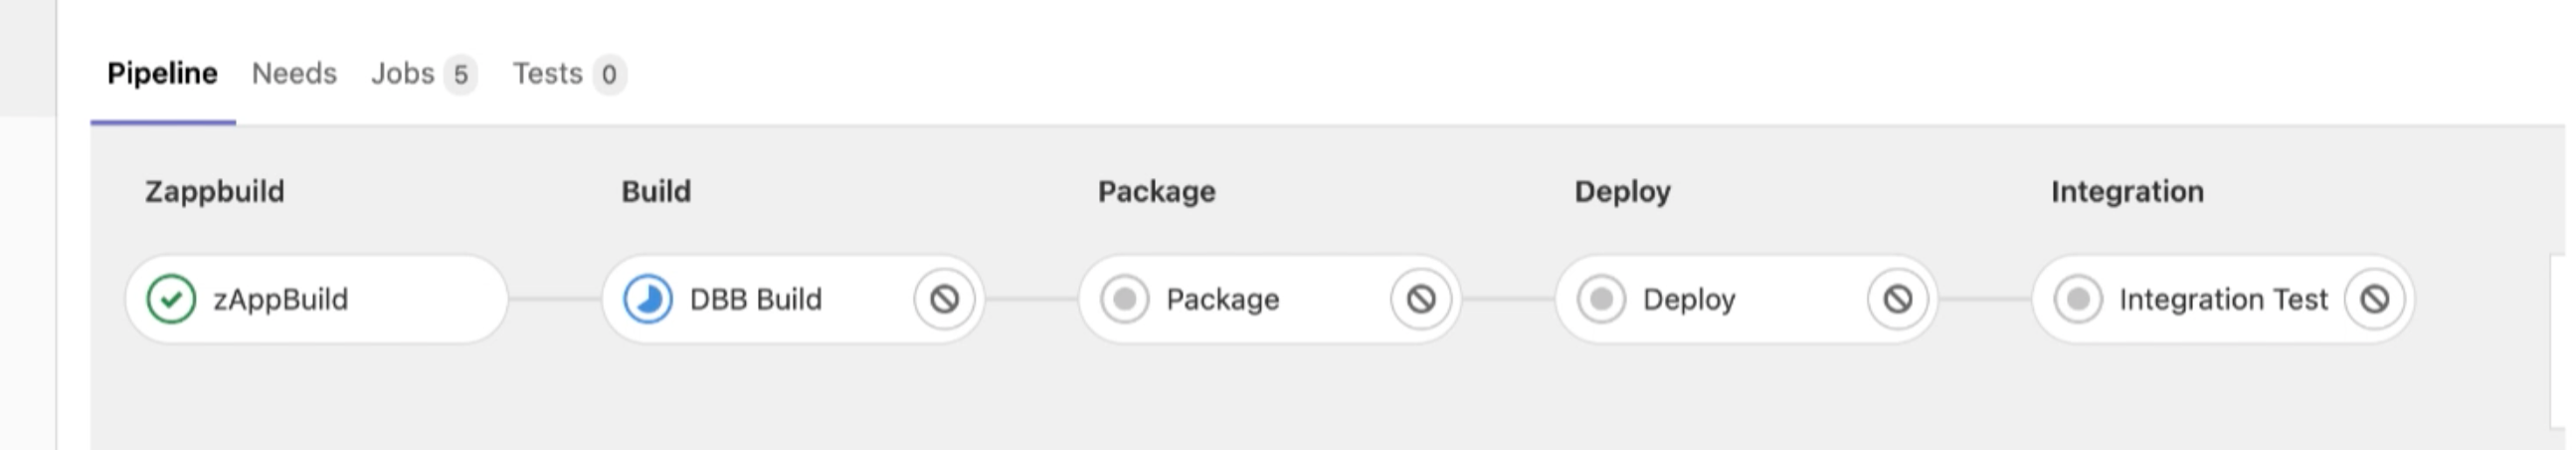 Pipeline Needs Jobs 5 Tests 0
Zappbuild Build Package Deploy Integration
zAppBuild DBB Build Package Deploy Integration Test